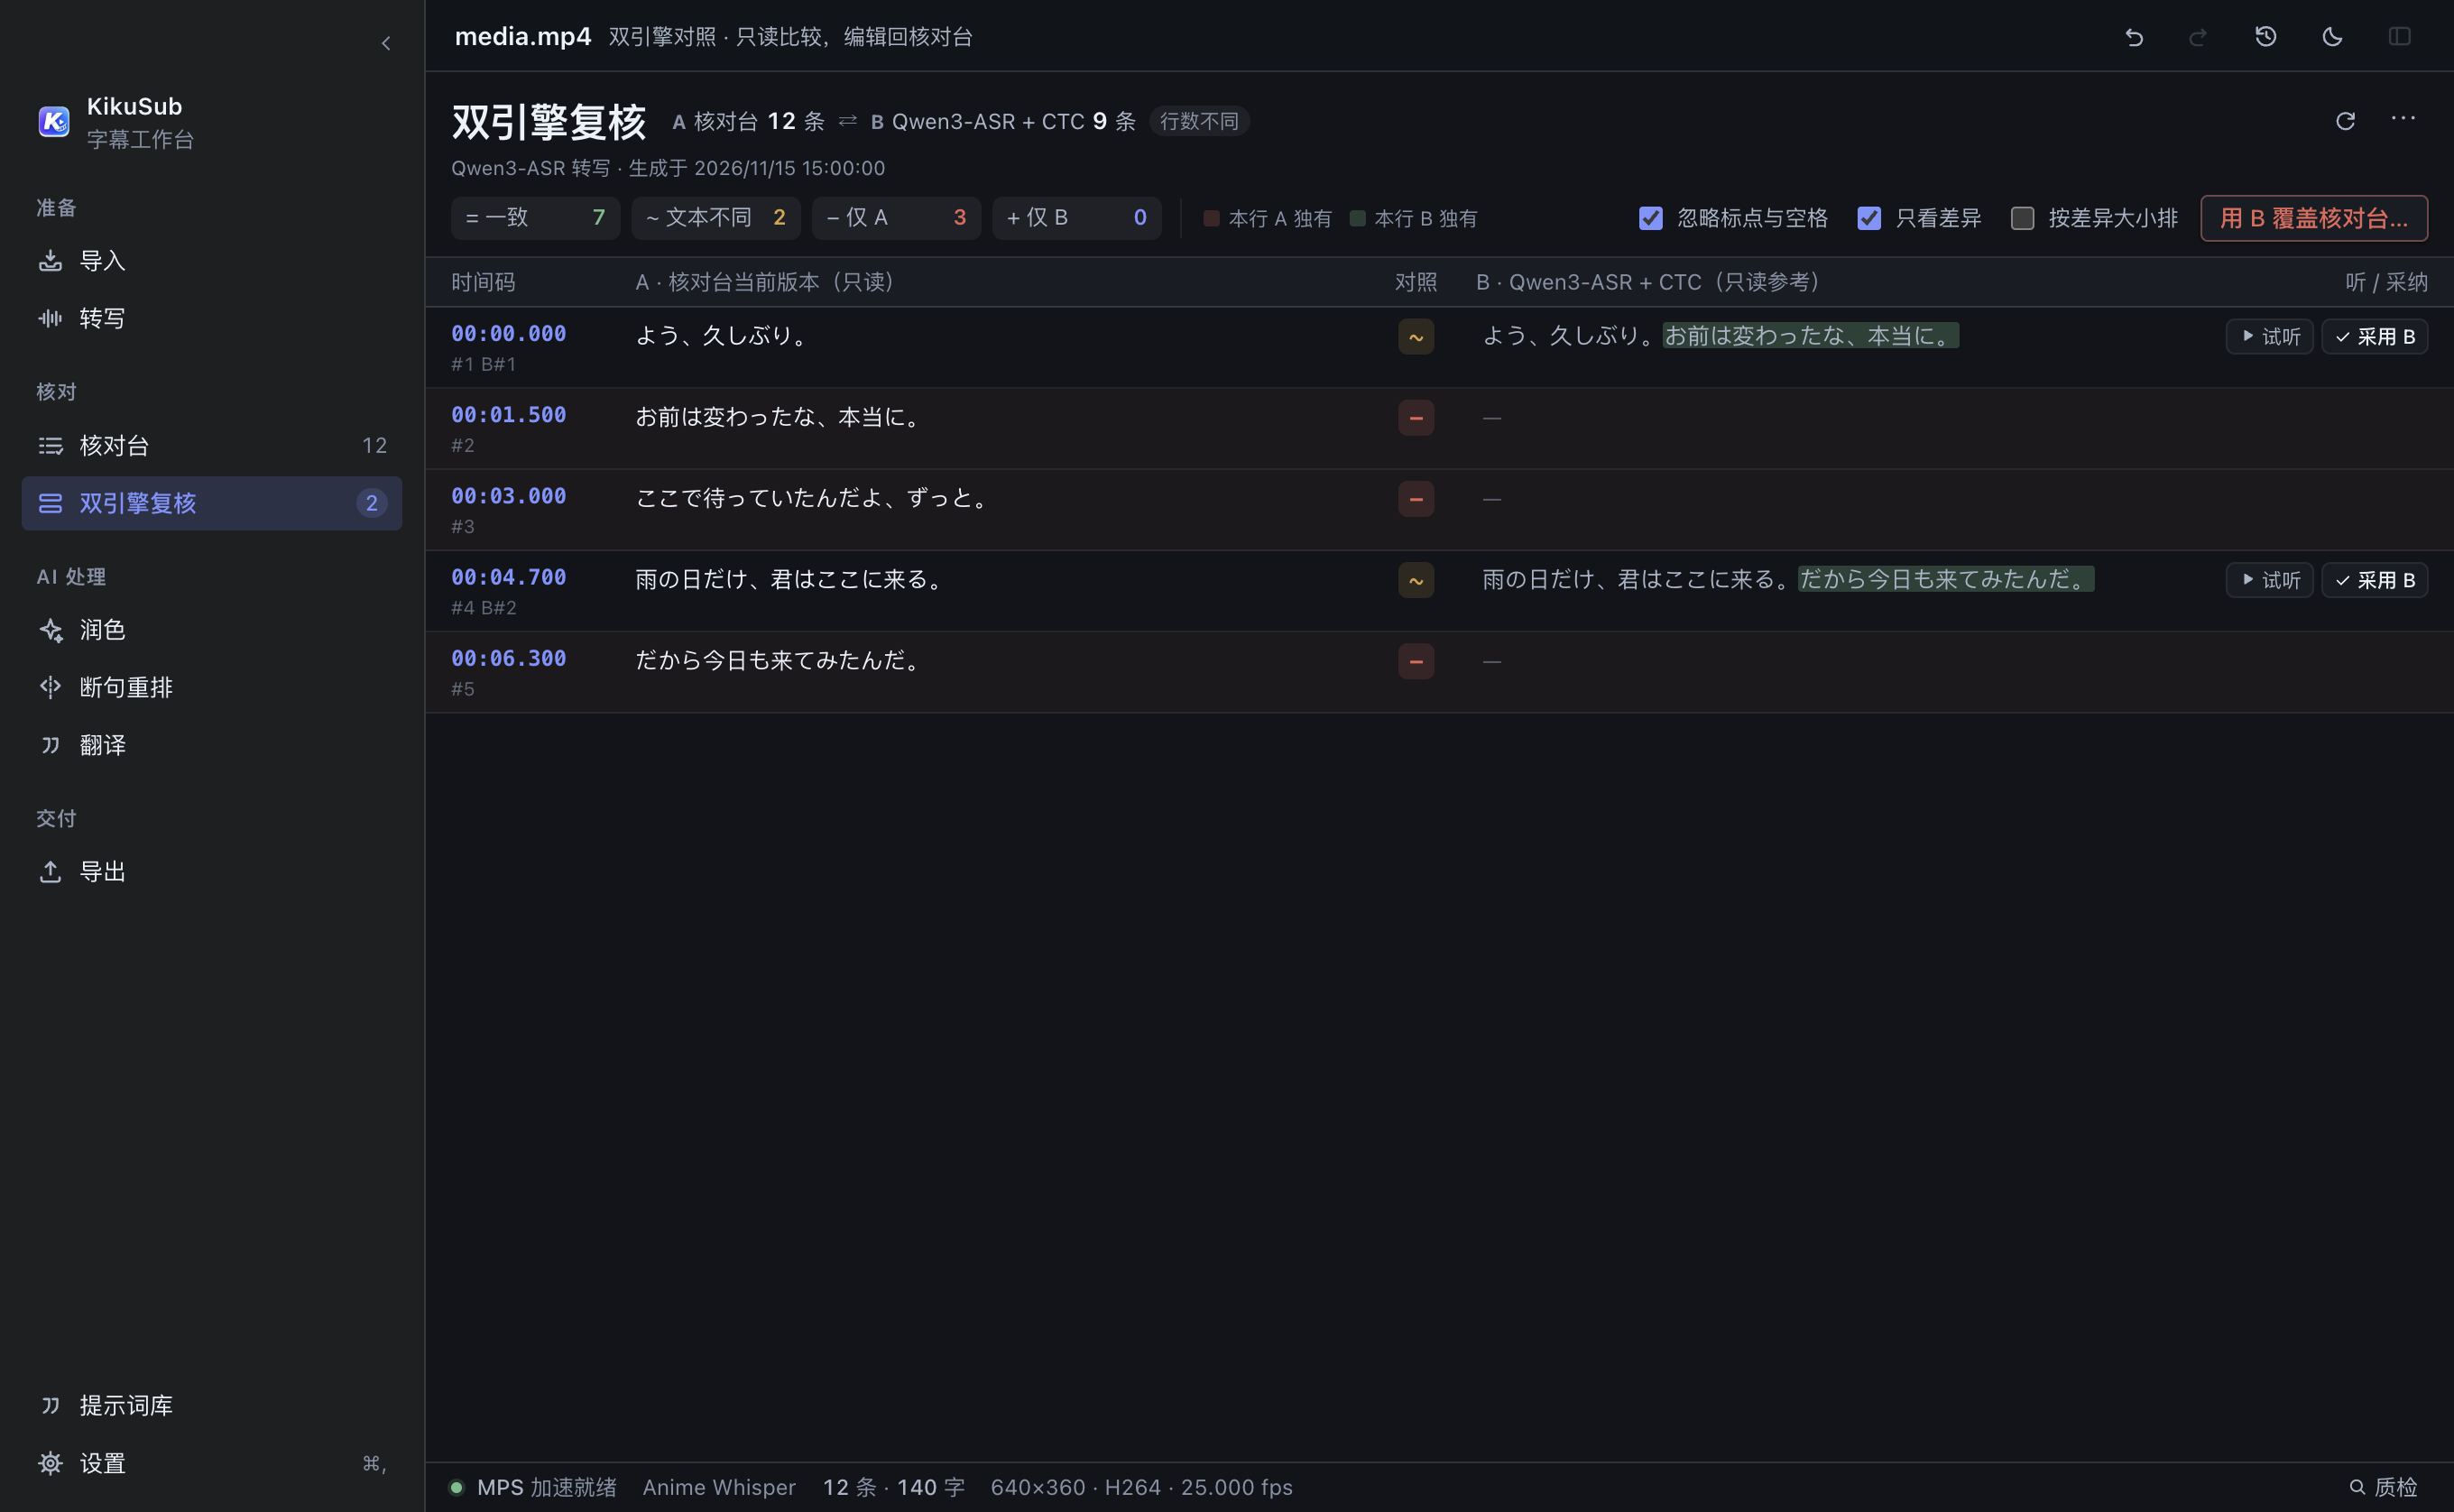 media.mp4 双引擎对照 · 只读比较，编辑回核对台
KikuSub
字幕工作台
准备
导入
转写
核对
核对台 12
双引擎复核 2
AI 处理
润色
断句重排
翻译
交付
导出
提示词库
设置 ⌘,
双引擎复核 A 核对台 12 条 ⇄ B Qwen3-ASR + CTC 9 条 行数不同
Qwen3-ASR 转写 · 生成于 2026/11/15 15:00:00
= 一致 7 ~ 文本不同 2 − 仅 A 3 + 仅 B 0 本行 A 独有 本行 B 独有 忽略标点与空格 只看差异 按差异大小排 用 B 覆盖核对台…
时间码 A · 核对台当前版本（只读） 对照 B · Qwen3-ASR + CTC（只读参考） 听 / 采纳
00:00.000 よう、久しぶり。 ~ よう、久しぶり。お前は変わったな、本当に。 试听 采用 B
#1 B#1
00:01.500 お前は変わったな、本当に。 − —
#2
00:03.000 ここで待っていたんだよ、ずっと。 − —
#3
00:04.700 雨の日だけ、君はここに来る。 ~ 雨の日だけ、君はここに来る。だから今日も来てみたんだ。 试听 采用 B
#4 B#2
00:06.300 だから今日も来てみたんだ。 − —
#5
MPS 加速就绪 Anime Whisper 12 条 · 140 字 640×360 · H264 · 25.000 fps 质检